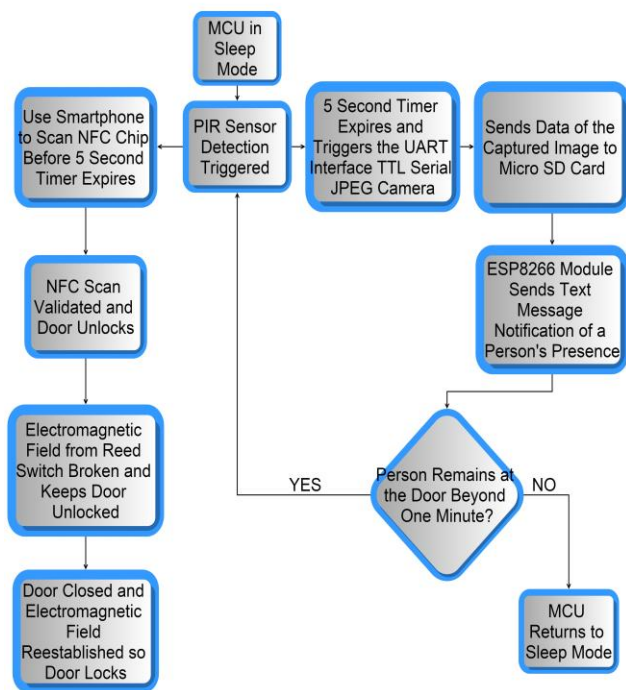 MCU in
Sleep
Mode
Use Smartphone
to Scan NFC Chip
Before 5 Second
Timer Expires
PIR Sensor
Detection
Triggered
5 Second Timer
Expires and
Triggers the UART
Interface TTL Serial
JPEG Camera
Sends Data of the
Captured Image to
Micro SD Card
NFC Scan
Validated and
Door Unlocks
ESP8266 Module
Sends Text
Message
Notification of a
Person's Presence
Electromagnetic
Field from Reed
Switch Broken and
Keeps Door
Unlocked
YES
Person Remains at
the Door Beyond
One Minute?
NO
Door Closed and
Electromagnetic
Field
Reestablished so
Door Locks
MCU
Returns to
Sleep Mode